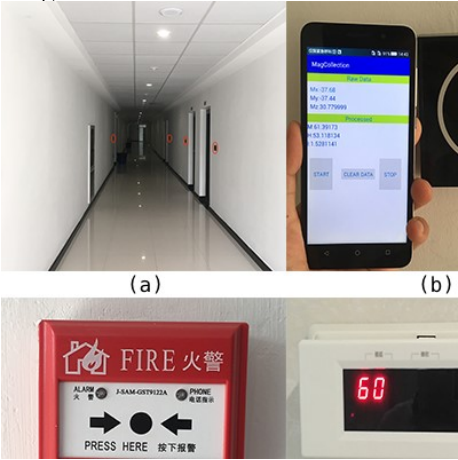 MagCollection
Raw Data
Mx:-37.68
My:-37.44
Mz:30.779999
Processed
M:61.39173
H:53.118134
I:1.5281141
START
CLEAR DATA
STOP
(a)
(b)
FIRE 火警
ALARM
火 警
J-SAM-GST9122A
PHONE
电话指示
PRESS HERE 按下报警
60